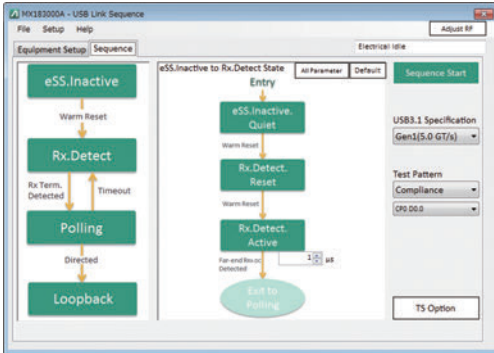 MX183000A - USB Link Sequence
File Setup Help
Adjust RF
Equipment Setup Sequence
Electrical Idle
eSS.Inactive
Warm Reset
Rx.Detect
Rx Term.
Detected
Timeout
Polling
Directed
Loopback
eSS.Inactive to Rx.Detect State
All Parameter
Default
Entry
eSS.Inactive.
Quiet
Warm Reset
Rx.Detect.
Reset
Warm Reset
Rx.Detect.
Active
1 μs
Detected
Exit to
Polling
Sequence Start
USB3.1 Specification
Gen1(5.0 GT/s)
Test Pattern
Compliance
CP0 D0.0
TS Option